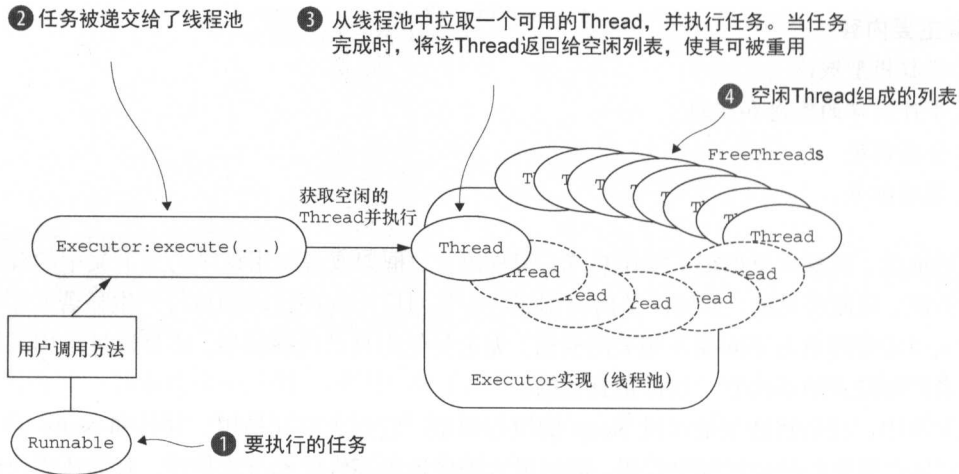 ❷ 任务被递交给了线程池
❸ 从线程池中拉取一个可用的Thread，并执行任务。当任务
完成时，将该Thread返回给空闲列表，使其可被重用
❹ 空闲Thread组成的列表
FreeThreads
获取空闲的
Thread并执行
Executor:execute(...)
Thread
Thread
hread
read
read
read
read
用户调用方法
Executor实现（线程池）
Runnable
❶ 要执行的任务